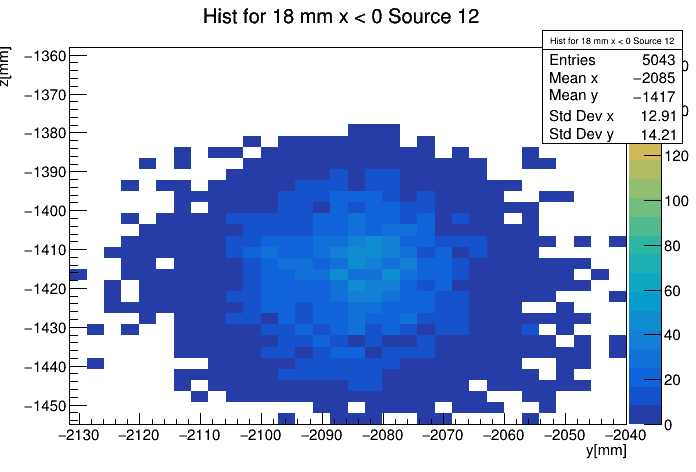 Hist for 18 mm x < 0 Source 12
Hist for 18 mm x < 0 Source 12
Entries 5043
Mean x −2085
Mean y −1417
Std Dev x 12.91
Std Dev y 14.21
z[mm]
−1360
−1370
−1380
−1390
−1400
−1410
−1420
−1430
−1440
−1450
−2130 −2120 −2110 −2100 −2090 −2080 −2070 −2060 −2050 −2040
y[mm]
0
0
120
100
80
60
40
20
0